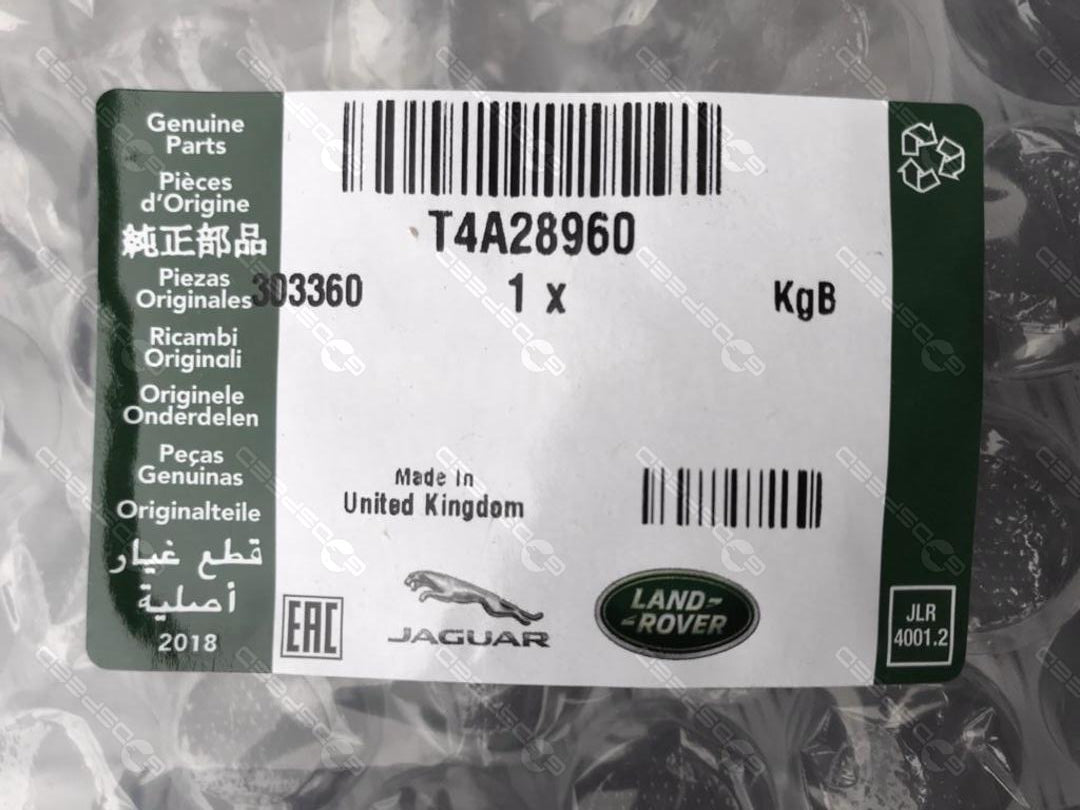 Genuine
Parts
Pièces
d'Origine
純正部品
Piezas
Originales
Ricambi
Originali
Originele
Onderdelen
Peças
Genuinas
Originalteile
قطع غيار
أصلية
2018
T4A28960
303360 1 x KgB
Made In
United Kingdom
EAC
JAGUAR
LAND-
-ROVER
JLR
4001.2